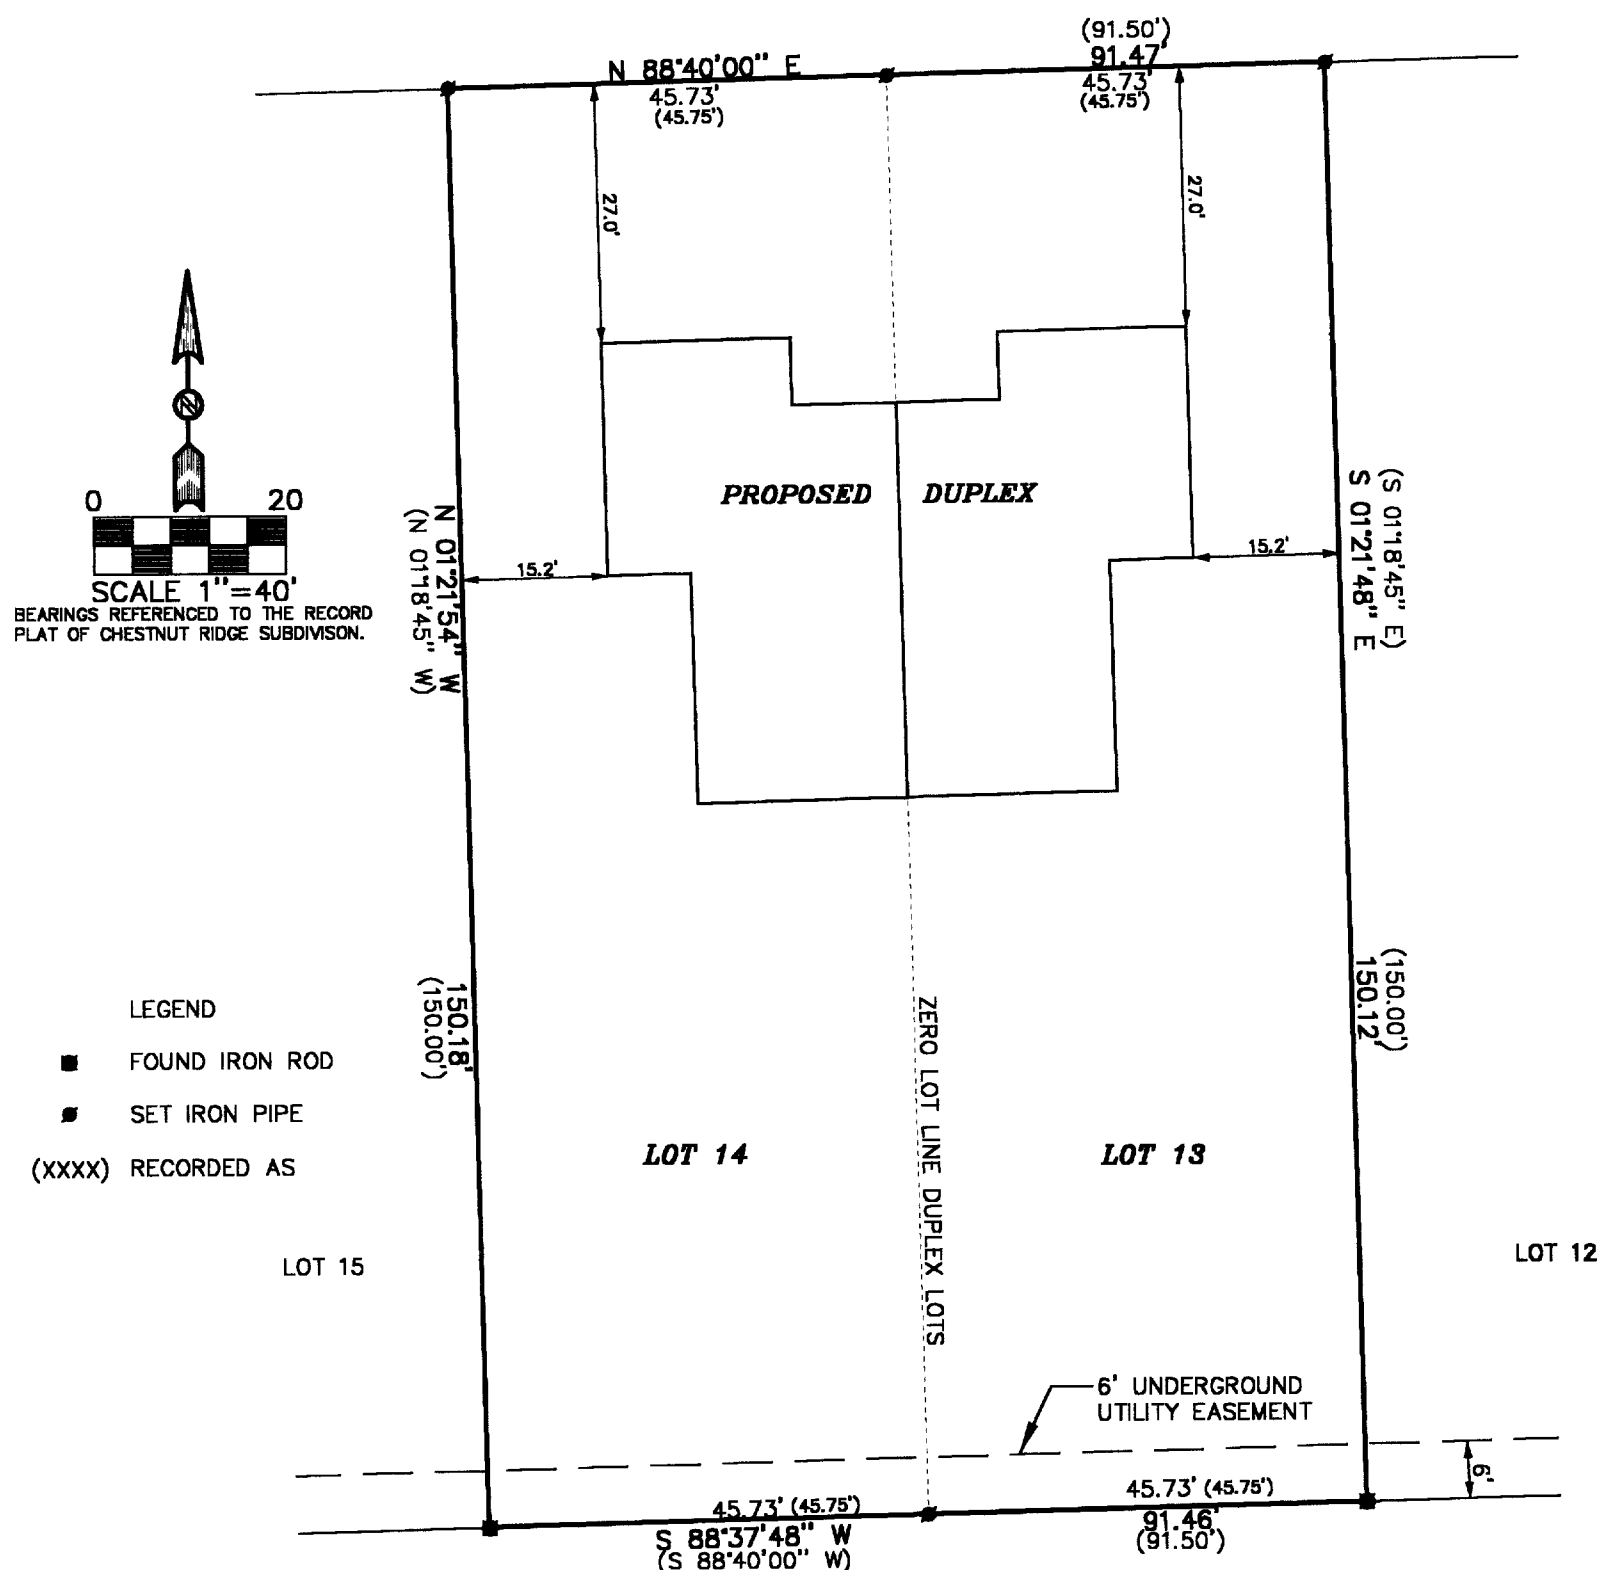 (91.50')
N 88°40'00" E
91.47'
45.73'
(45.75')
45.73'
(45.75')
27.0'
27.0'
N
0 20
SCALE 1"=40'
BEARINGS REFERENCED TO THE RECORD
PLAT OF CHESTNUT RIDGE SUBDIVISON.
PROPOSED DUPLEX
15.2'
15.2'
N 01°21'54" W
(N 01°18'45" W)
(S 01°18'45" E)
S 01°21'48" E
150.18'
(150.00')
(150.00')
150.12'
LEGEND
FOUND IRON ROD
SET IRON PIPE
(XXXX) RECORDED AS
ZERO LOT LINE DUPLEX LOTS
LOT 14
LOT 13
LOT 15
LOT 12
6' UNDERGROUND
UTILITY EASEMENT
6'
45.73' (45.75')
45.73' (45.75')
S 88°37'48" W
(S 88°40'00" W)
91.46'
(91.50')